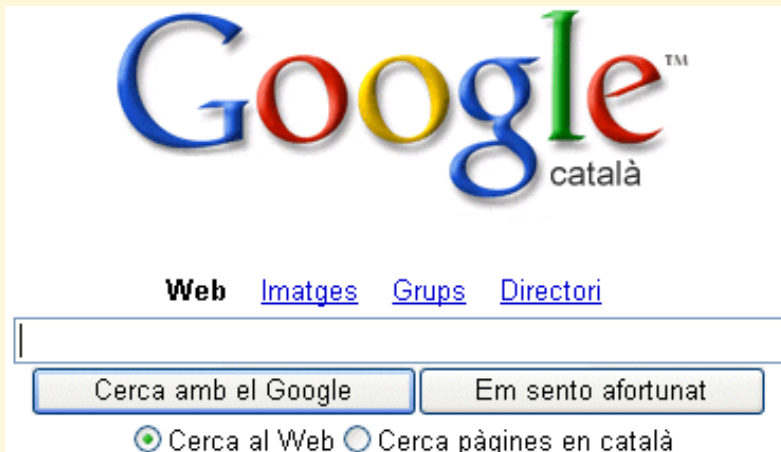 Google™
català
Web Imatges Grups Directori
Cerca amb el Google Em sento afortunat
Cerca al Web Cerca pàgines en català